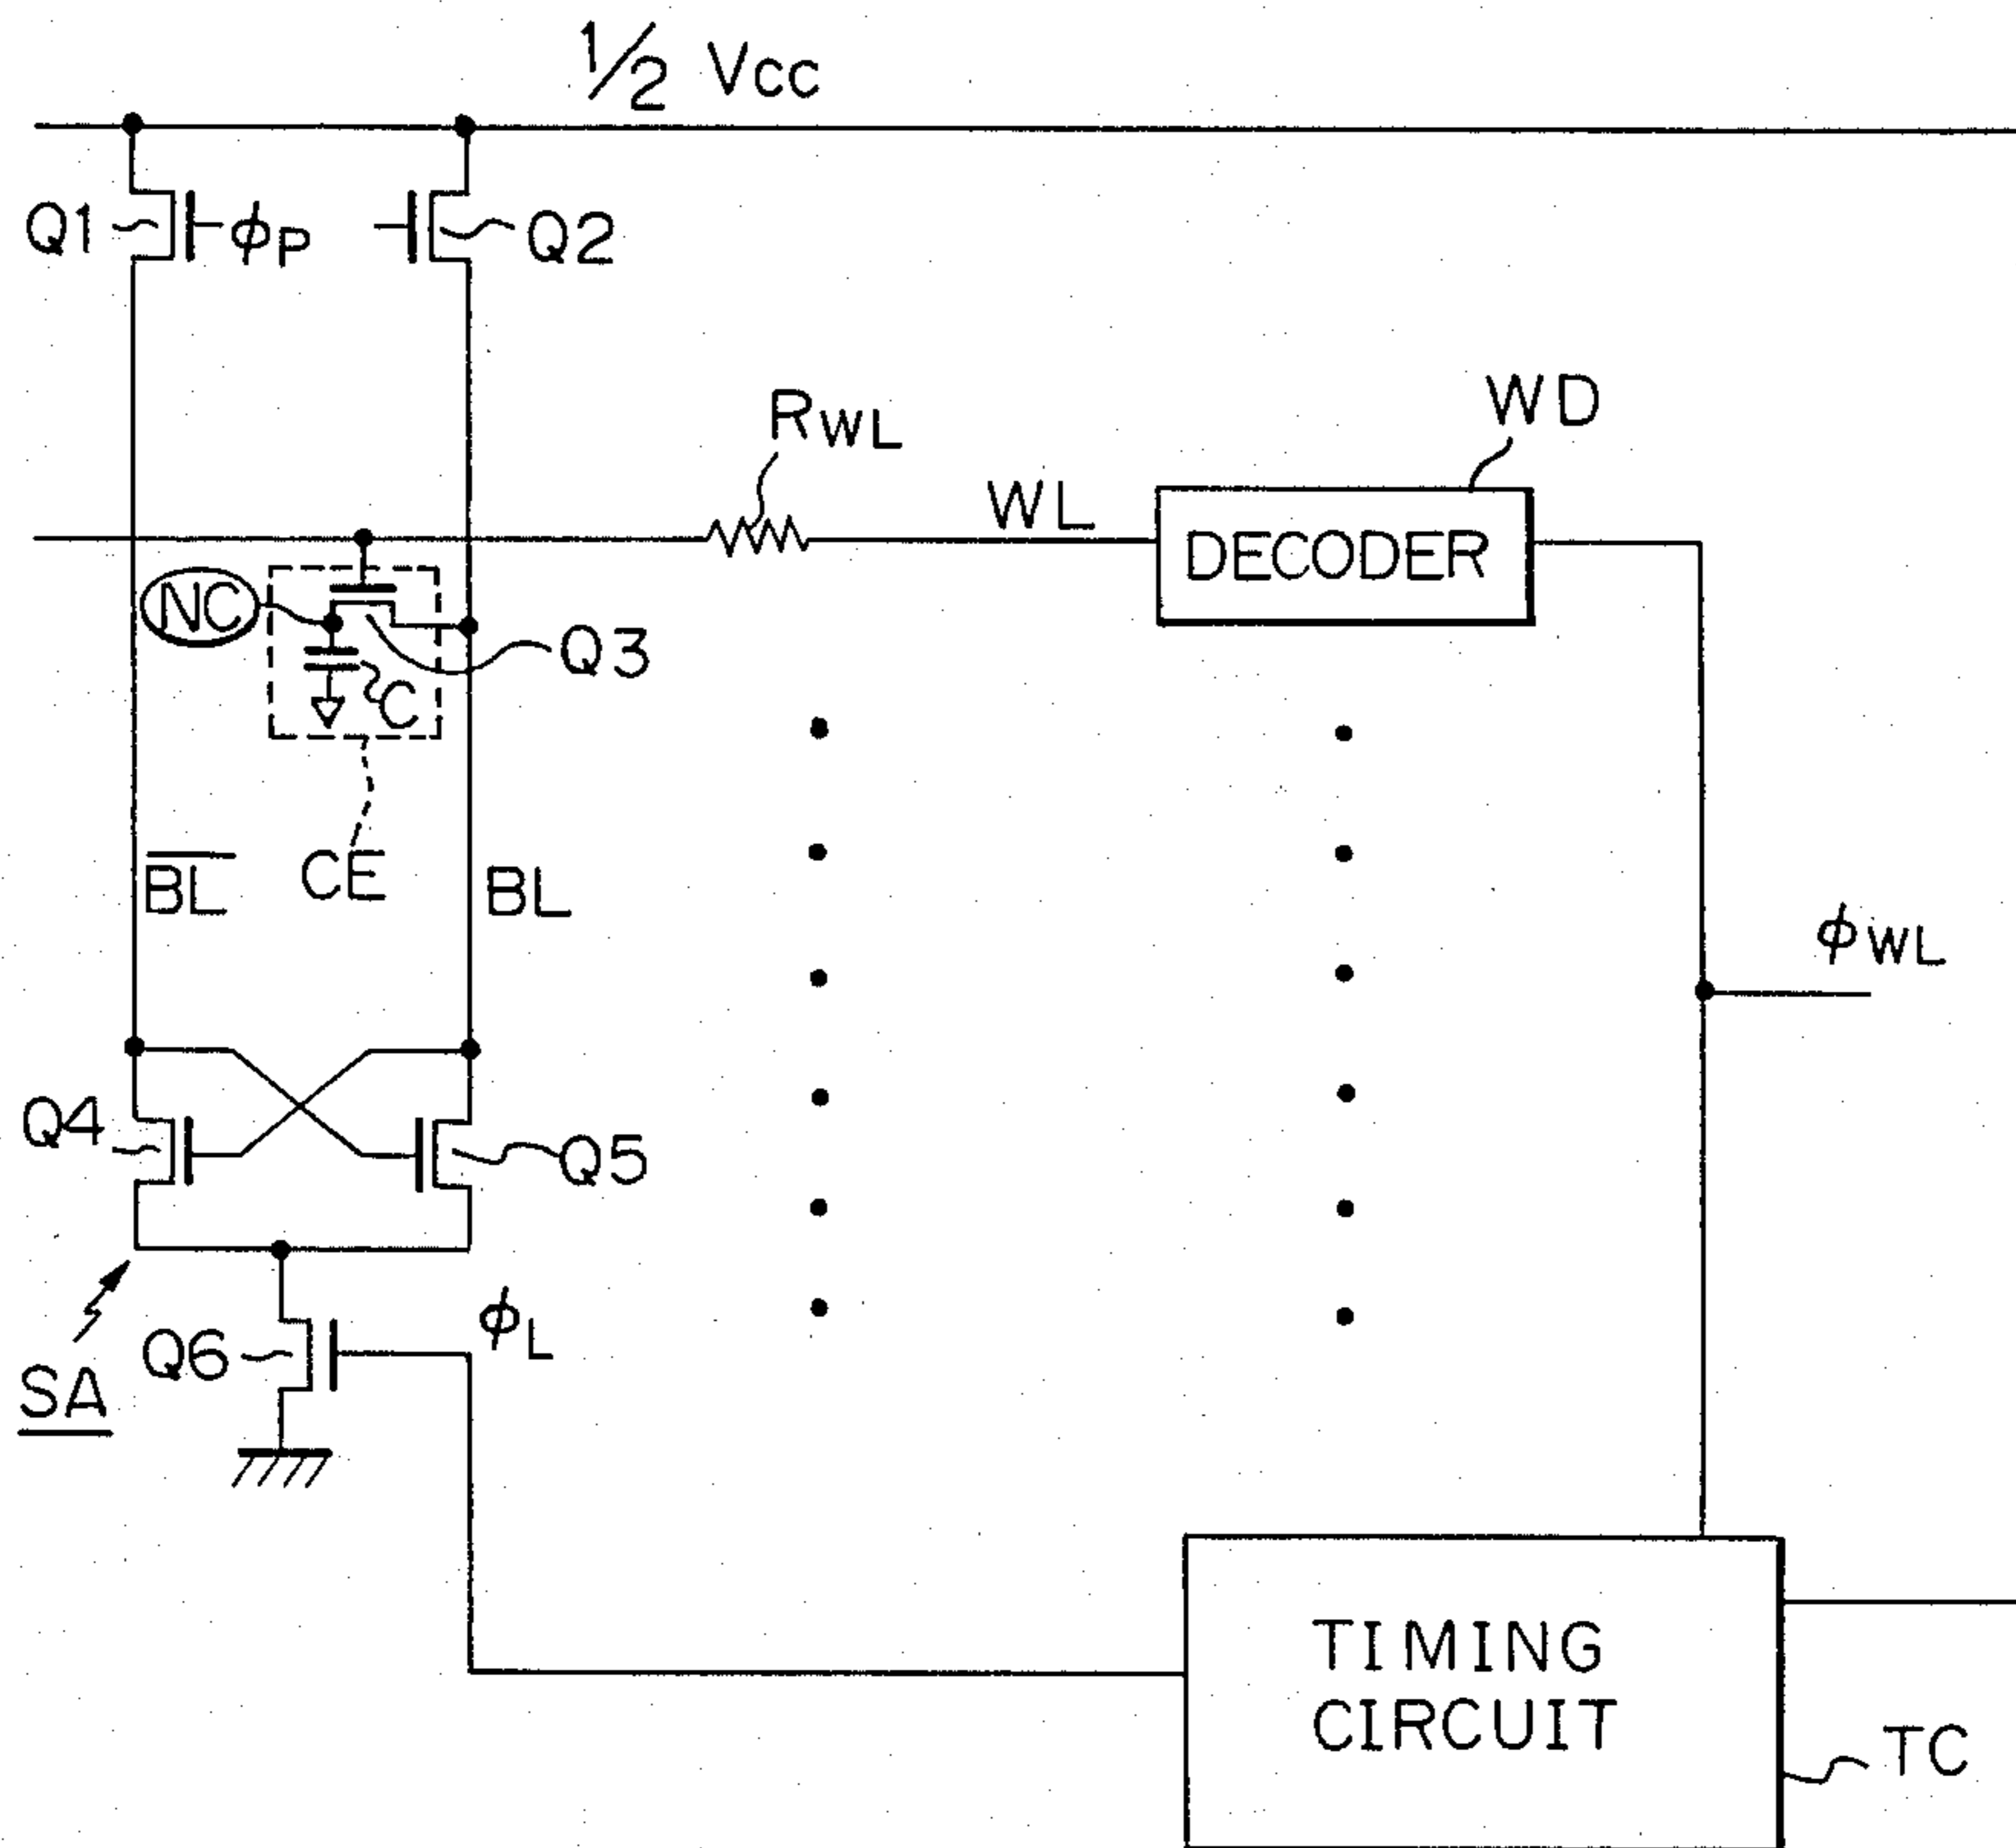 ½ Vcc
Q1
ϕP
Q2
RWL
WL
WD
DECODER
NC
Q3
C
CE
B̅L̅
BL
ϕWL
Q4
Q5
ϕL
Q6
SA
TIMING
CIRCUIT
TC